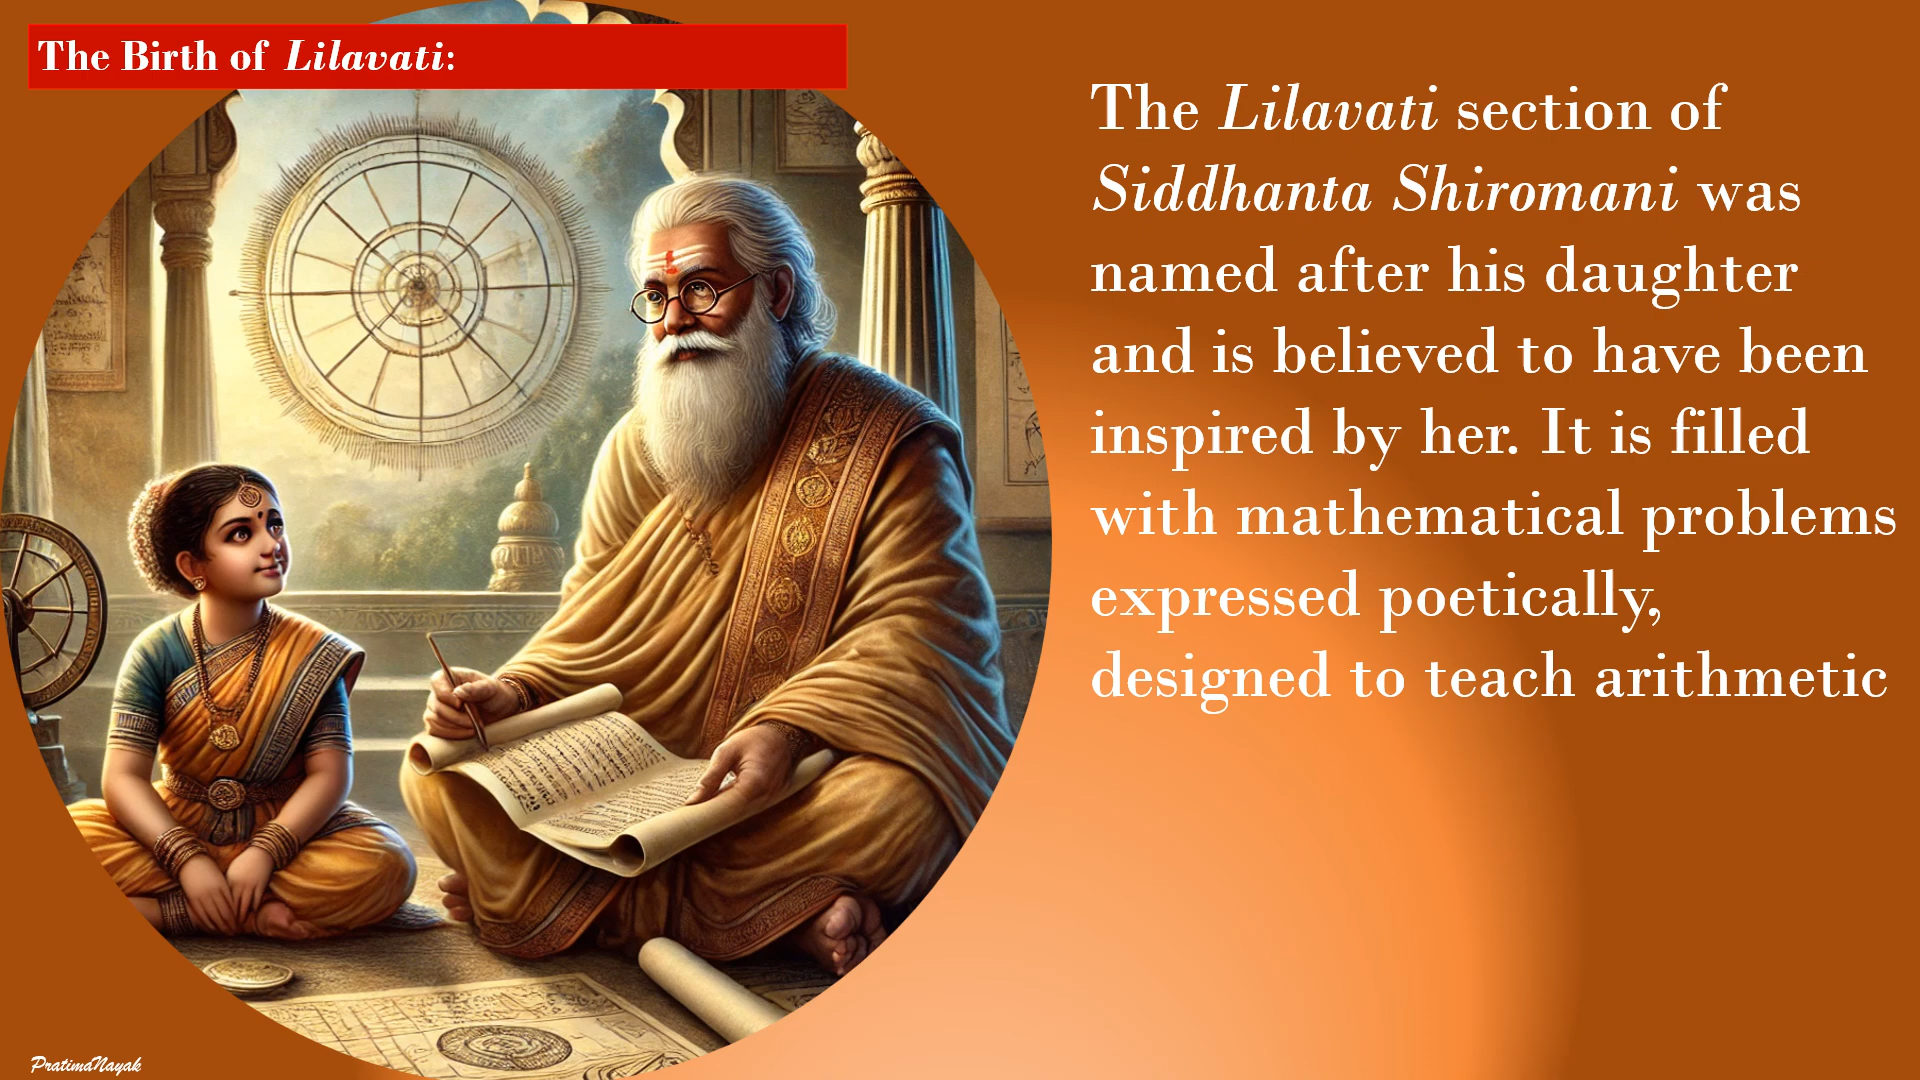 The Birth of Lilavati:
The Lilavati section of
Siddhanta Shiromani was
named after his daughter
and is believed to have been
inspired by her. It is filled
with mathematical problems
expressed poetically,
designed to teach arithmetic
PratimaNayak